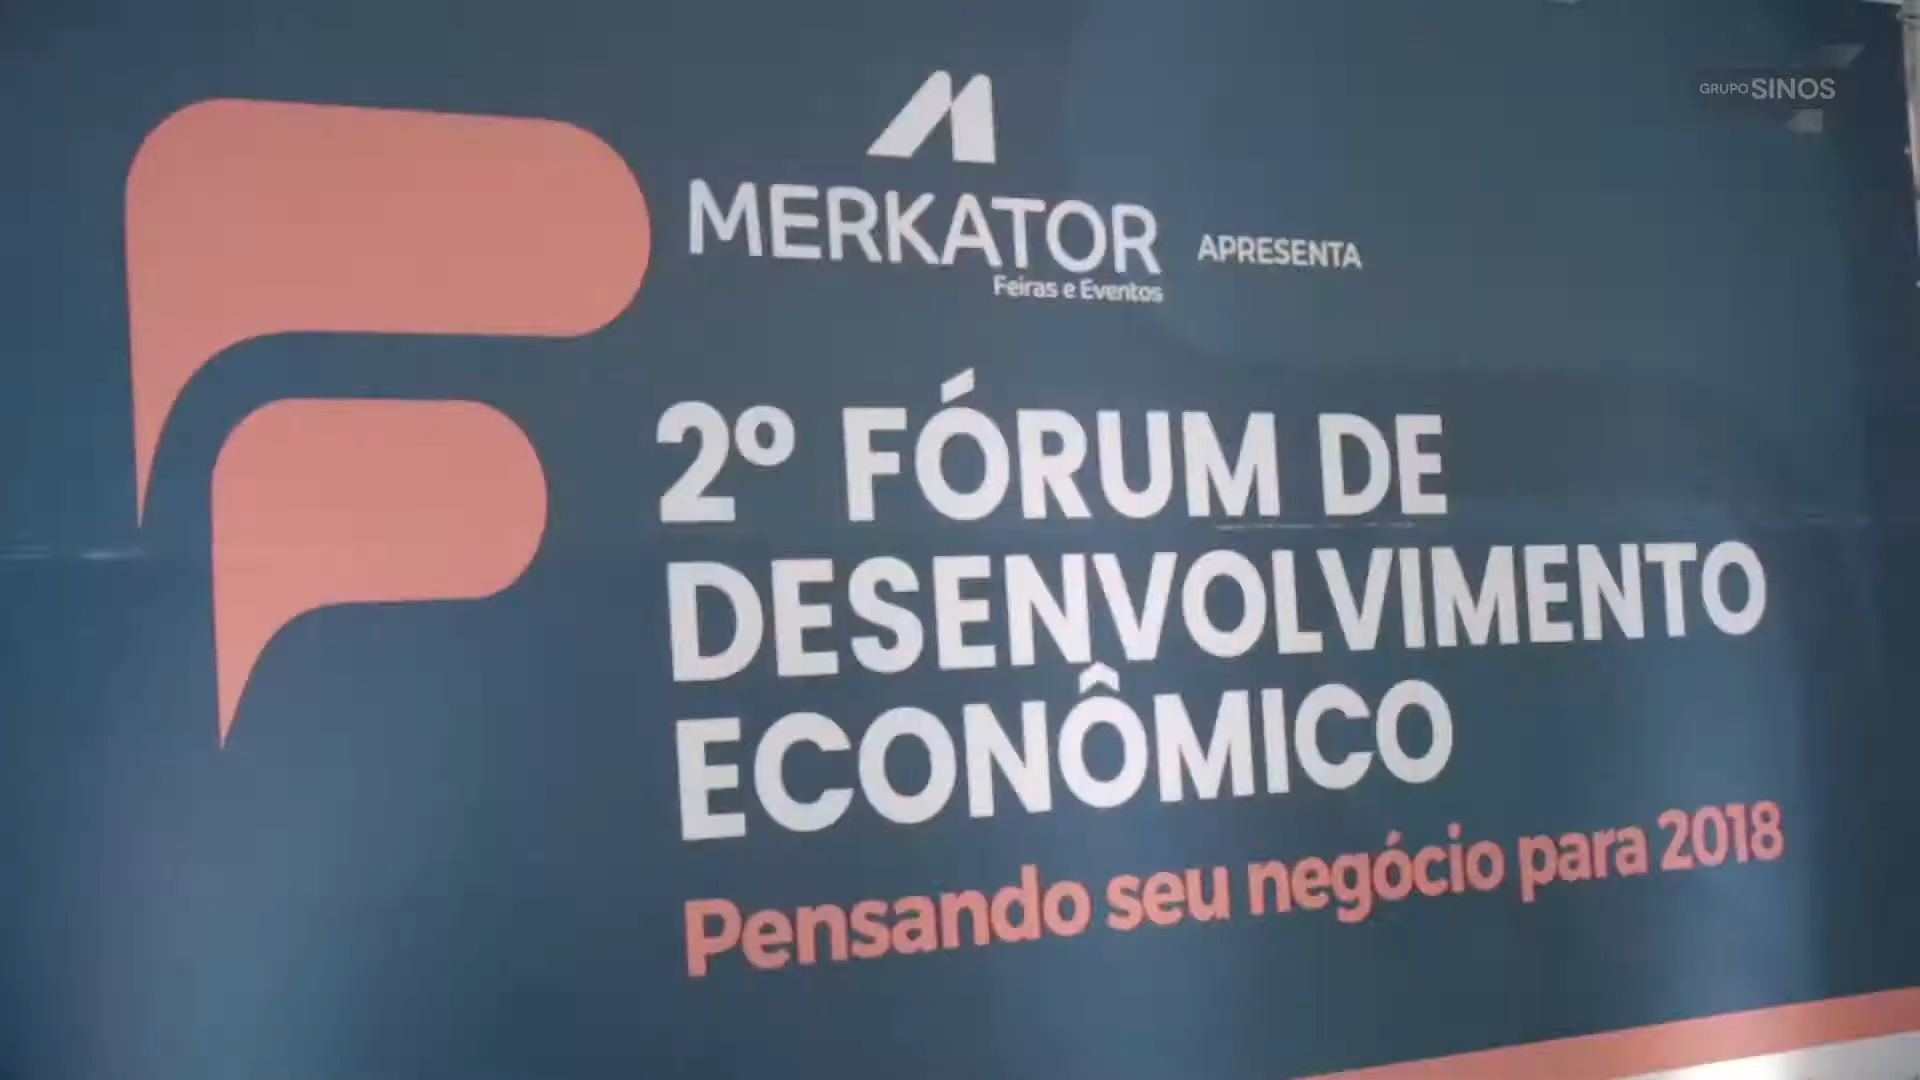 GRUPO SINOS
MERKATOR
Feiras e Eventos
APRESENTA
2º FÓRUM DE
DESENVOLVIMENTO
ECONÔMICO
Pensando seu negócio para 2018